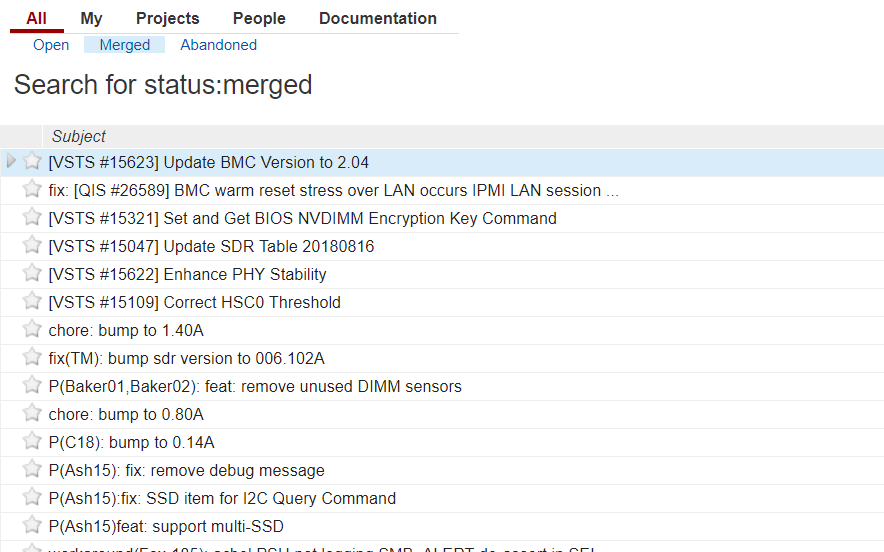 All My Projects People Documentation
Open Merged Abandoned
Search for status:merged
Subject
[VSTS #15623] Update BMC Version to 2.04
fix: [QIS #26589] BMC warm reset stress over LAN occurs IPMI LAN session ...
[VSTS #15321] Set and Get BIOS NVDIMM Encryption Key Command
[VSTS #15047] Update SDR Table 20180816
[VSTS #15622] Enhance PHY Stability
[VSTS #15109] Correct HSC0 Threshold
chore: bump to 1.40A
fix(TM): bump sdr version to 006.102A
P(Baker01,Baker02): feat: remove unused DIMM sensors
chore: bump to 0.80A
P(C18): bump to 0.14A
P(Ash15): fix: remove debug message
P(Ash15):fix: SSD item for I2C Query Command
P(Ash15)feat: support multi-SSD